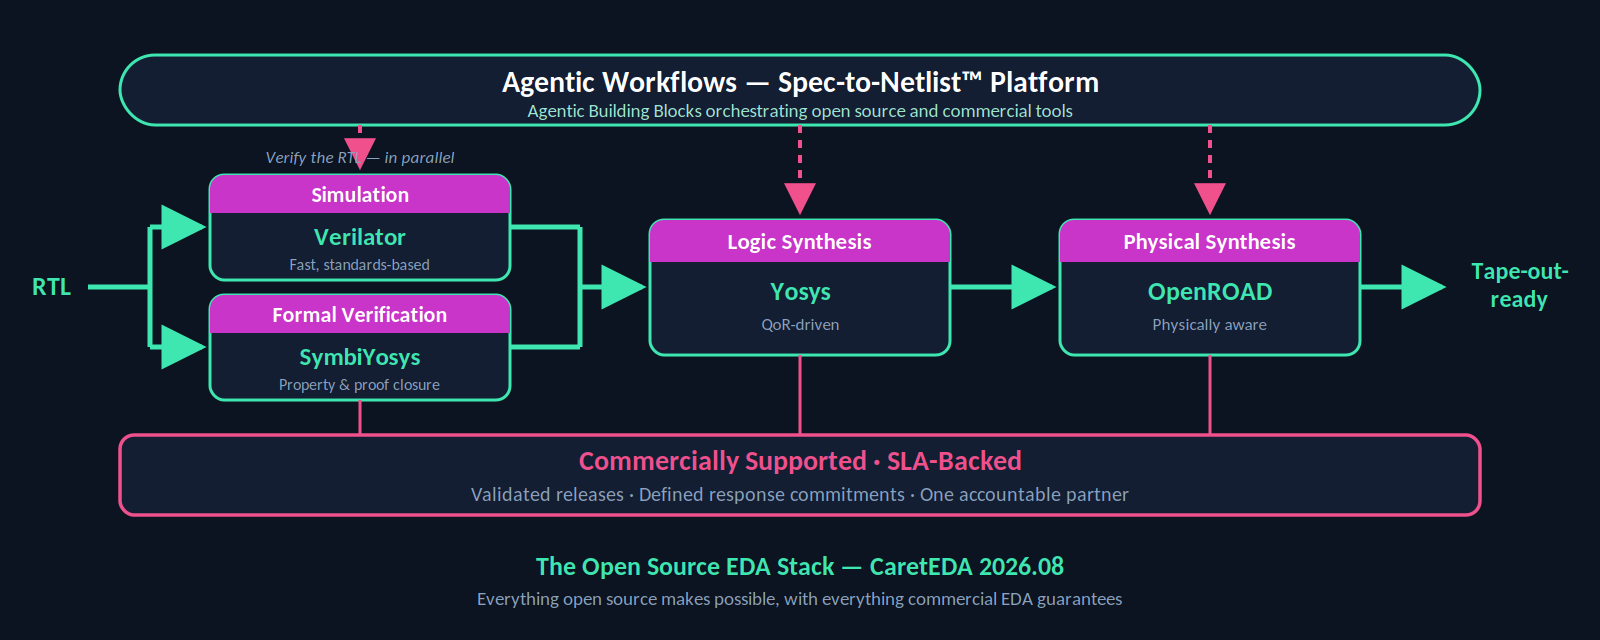 Agentic Workflows — Spec-to-Netlist™ Platform
Agentic Building Blocks orchestrating open source and commercial tools
Verify the RTL — in parallel
RTL
Simulation
Verilator
Fast, standards-based
Formal Verification
SymbiYosys
Property & proof closure
Logic Synthesis
Yosys
QoR-driven
Physical Synthesis
OpenROAD
Physically aware
Tape-out-
ready
Commercially Supported · SLA-Backed
Validated releases · Defined response commitments · One accountable partner
The Open Source EDA Stack — CaretEDA 2026.08
Everything open source makes possible, with everything commercial EDA guarantees